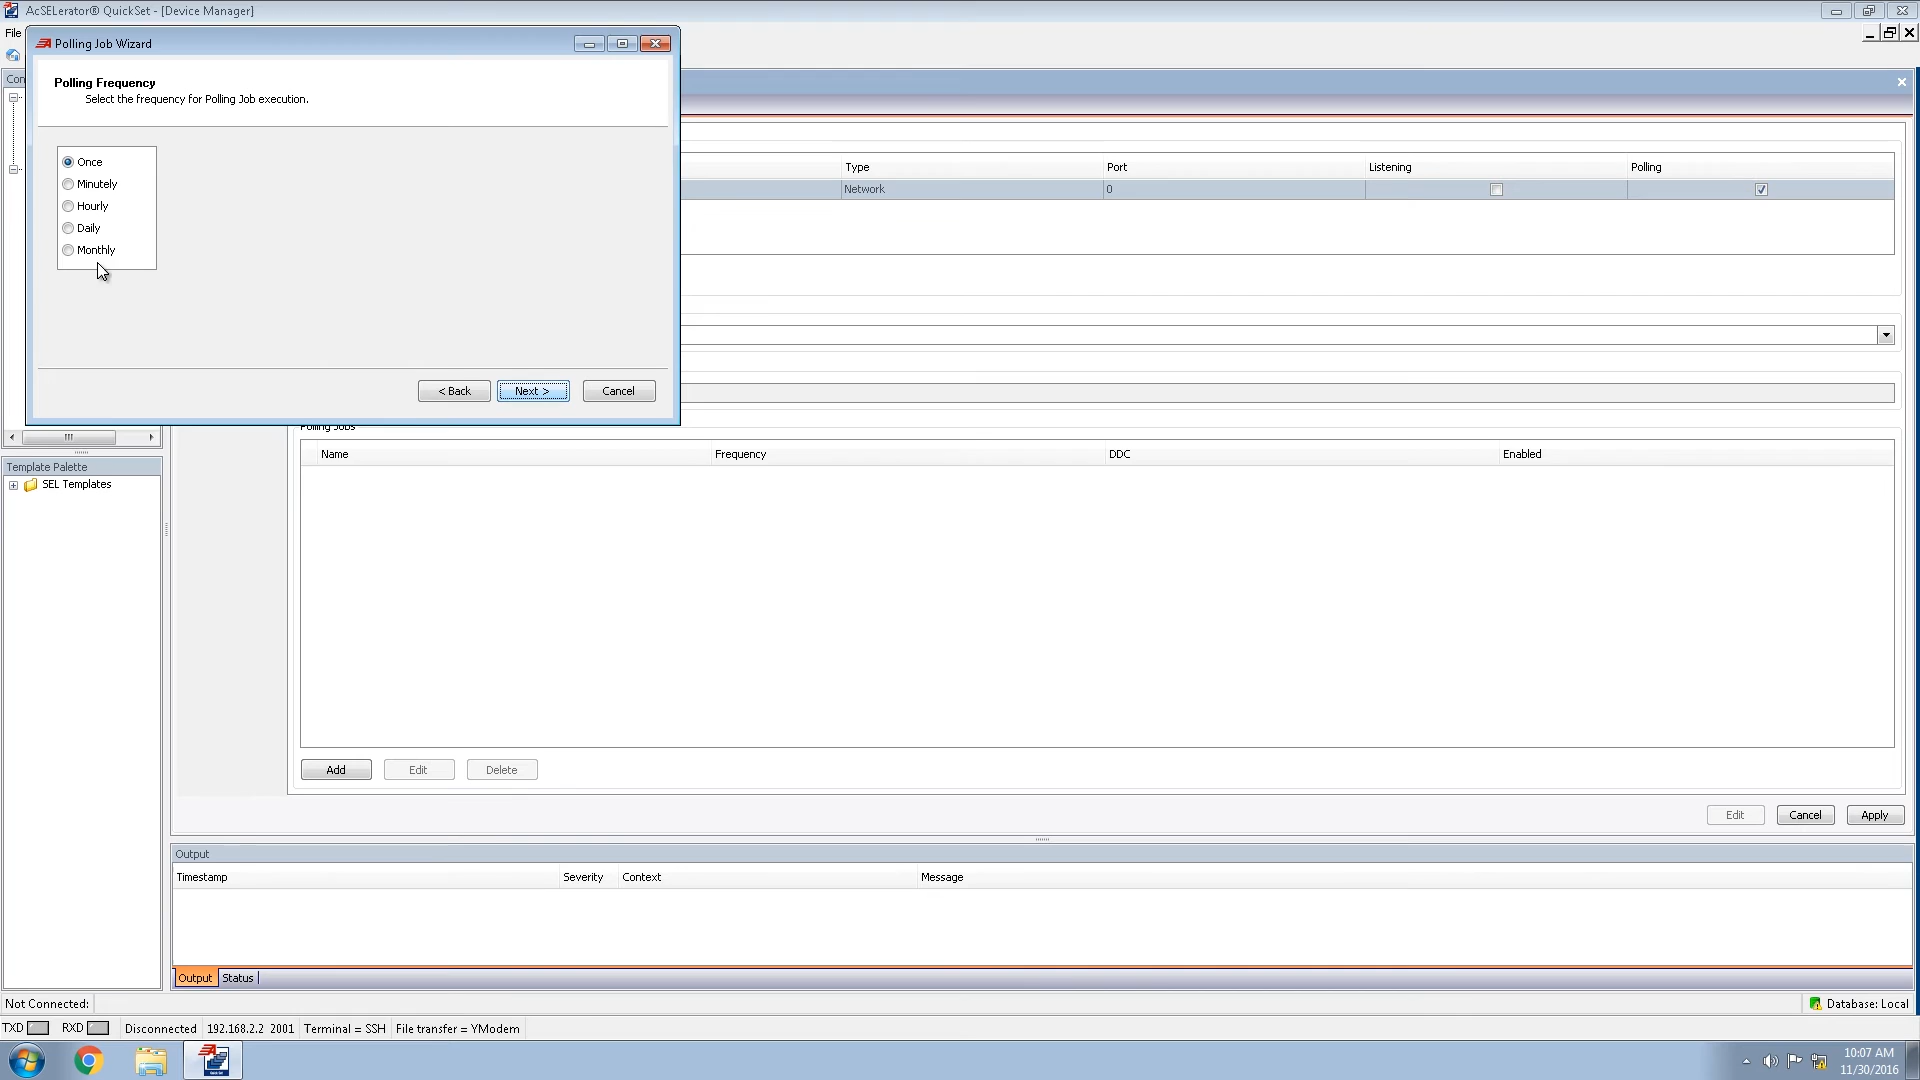 AcSELerator® QuickSet - [Device Manager]
File
Polling Job Wizard
Polling Frequency
Select the frequency for Polling Job execution.
Once
Minutely
Hourly
Daily
Monthly
< Back
Next >
Cancel
Con
Type
Port
Listening
Polling
Network
0
Polling Jobs
Name
Frequency
DDC
Enabled
Template Palette
SEL Templates
Add
Edit
Delete
Edit
Cancel
Apply
Output
Timestamp
Severity
Context
Message
Output
Status
Not Connected:
Database: Local
TXD
RXD
Disconnected
192.168.2.2 2001
Terminal = SSH
File transfer = YModem
10:07 AM
11/30/2016